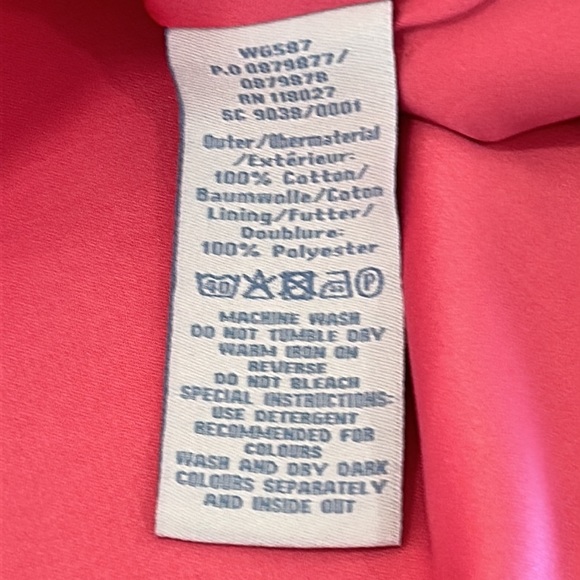 WG587
P.O 0879877/
0879878
RN 118027
SC 9038/0001
Outer/Obermaterial
/Extérieur:
100% Cotton/
Baumwolle/Coton
Lining/Futter/
Doublure:
100% Polyester
40
P
MACHINE WASH
DO NOT TUMBLE DRY
WARM IRON ON
REVERSE
DO NOT BLEACH
SPECIAL INSTRUCTIONS:
USE DETERGENT
RECOMMENDED FOR
COLOURS
WASH AND DRY DARK
COLOURS SEPARATELY
AND INSIDE OUT